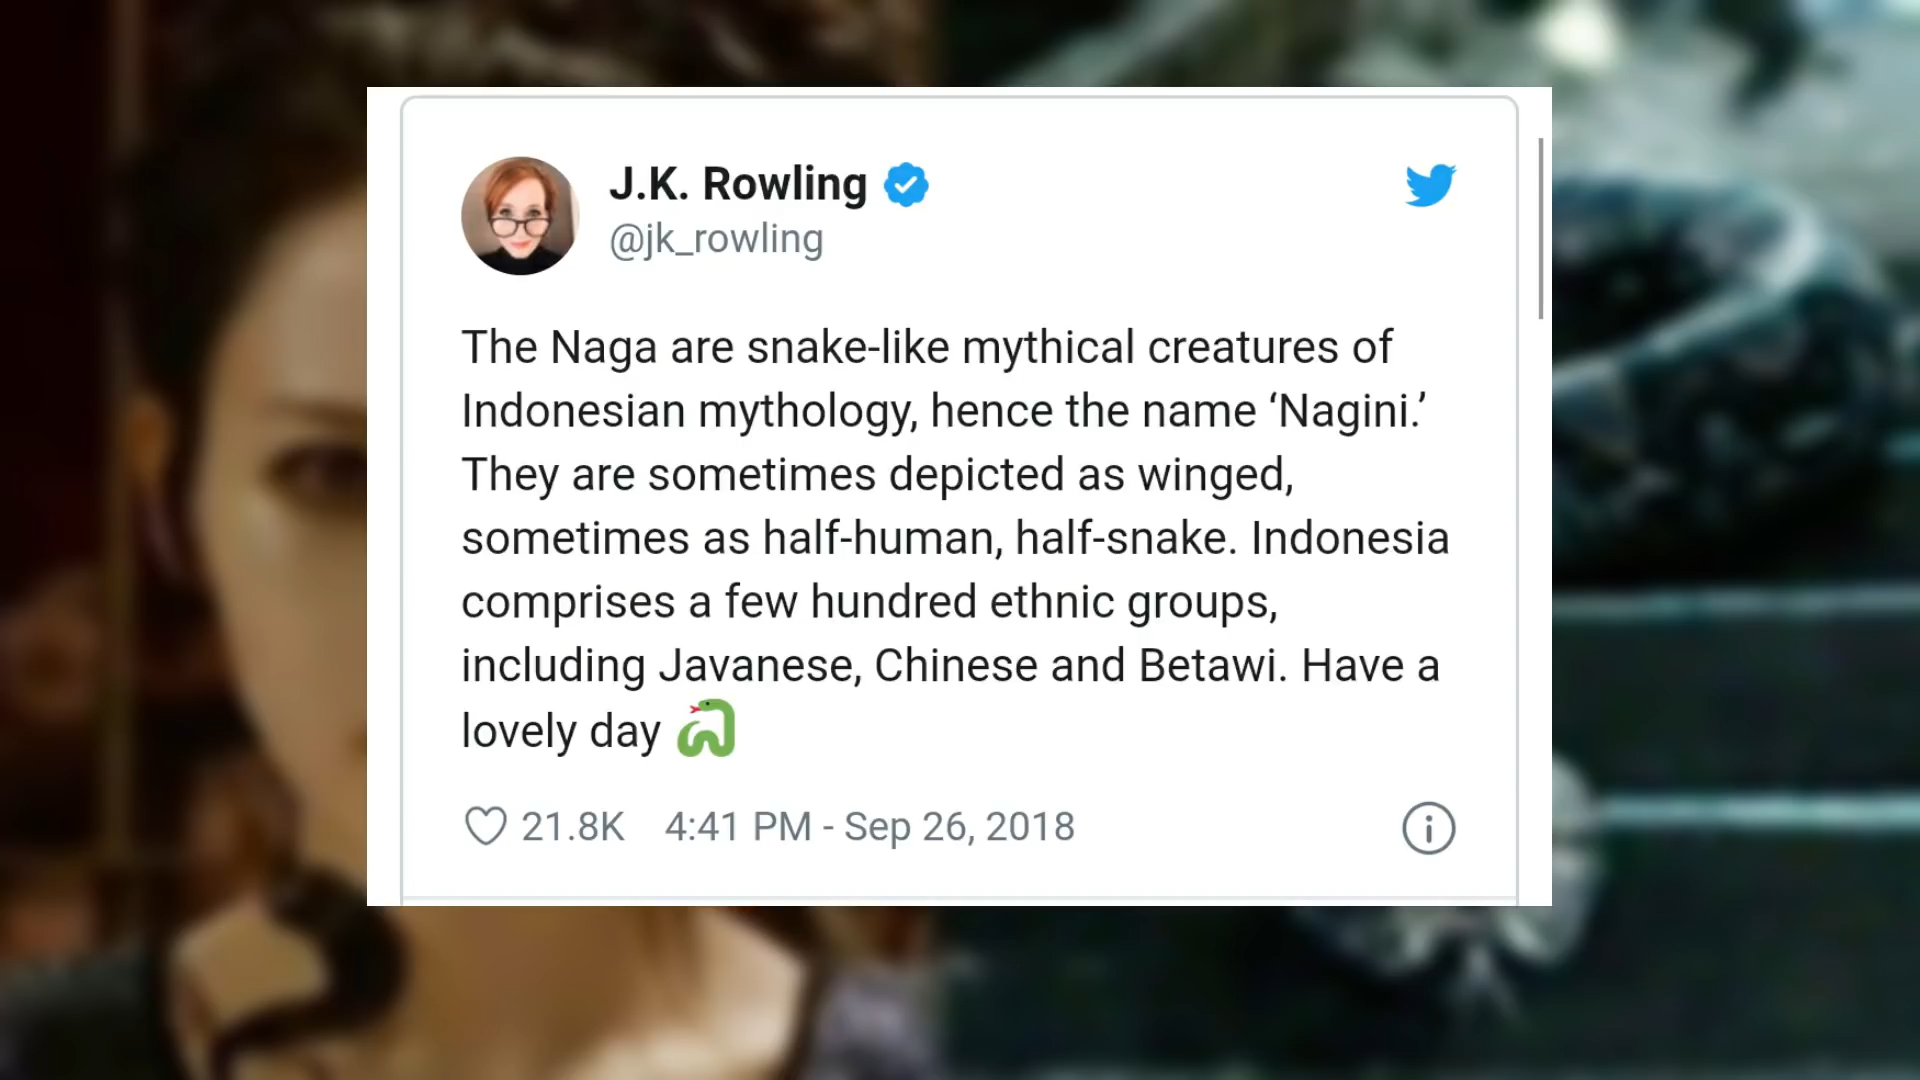 J.K. Rowling
@jk_rowling
The Naga are snake-like mythical creatures of
Indonesian mythology, hence the name ‘Nagini.’
They are sometimes depicted as winged,
sometimes as half-human, half-snake. Indonesia
comprises a few hundred ethnic groups,
including Javanese, Chinese and Betawi. Have a
lovely day 🐍
21.8K 4:41 PM - Sep 26, 2018